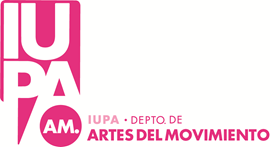 IU
PA
AM.
IUPA • DEPTO. DE
ARTES DEL MOVIMIENTO